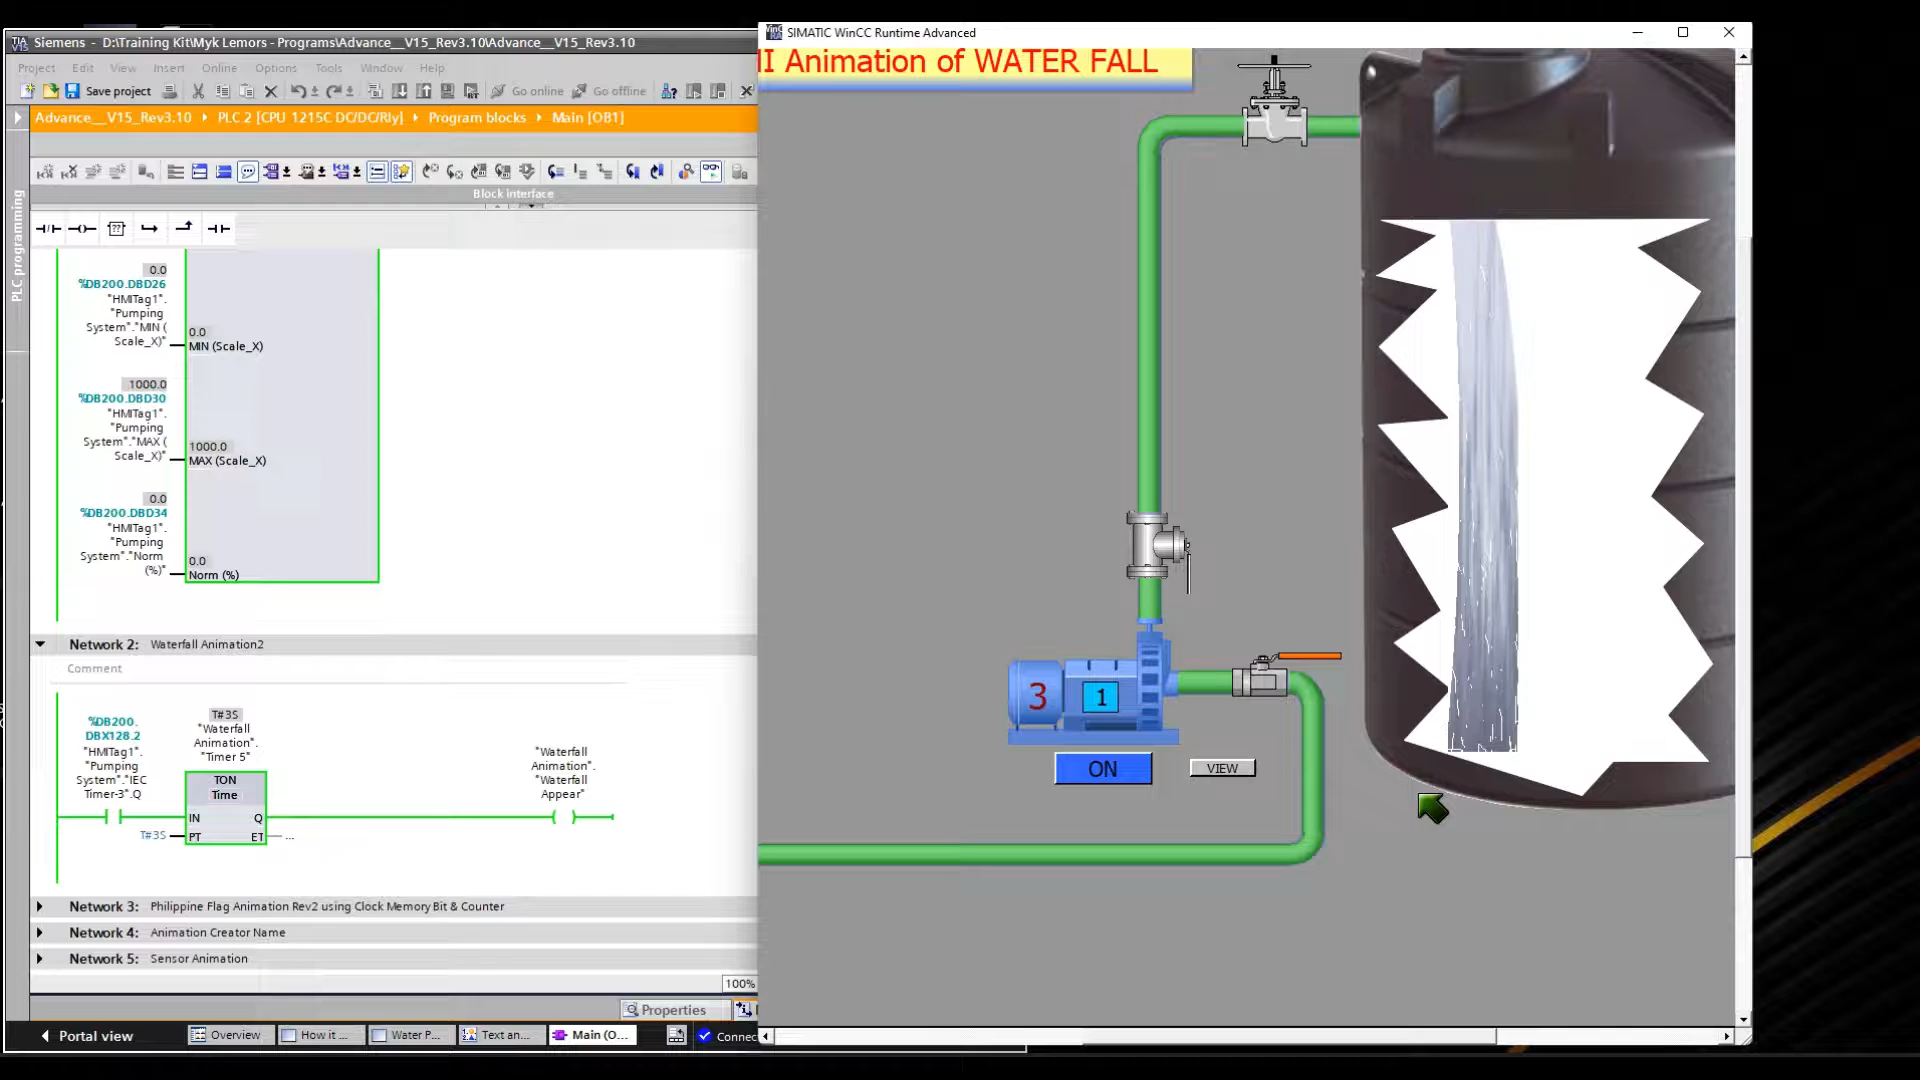 Siemens - D:\Training Kit\Myk Lemors - Programs\Advance__V15_Rev3.10\Advance__V15_Rev3.10
Project Edit View Insert Online Options Tools Window Help
Save project
Go online
Go offline
Advance__V15_Rev3.10 PLC 2 [CPU 1215C DC/DC/Rly] Program blocks Main [OB1]
Block interface
PLC programming
0.0
%DB200.DBD26
"HMITag1".
"Pumping
System"."MIN (
Scale_X)"
0.0
MIN (Scale_X)
1000.0
%DB200.DBD30
"HMITag1".
"Pumping
System"."MAX (
Scale_X)"
1000.0
MAX (Scale_X)
0.0
%DB200.DBD34
"HMITag1".
"Pumping
System"."Norm
(%)"
0.0
Norm (%)
Network 2: Waterfall Animation2
Comment
%DB200.
DBX128.2
"HMITag1".
"Pumping
System"."IEC
Timer-3".Q
T#3S
"Waterfall
Animation".
"Timer 5"
TON
Time
IN Q
T#3S PT ET ...
"Waterfall
Animation".
"Waterfall
Appear"
Network 3: Philippine Flag Animation Rev2 using Clock Memory Bit & Counter
Network 4: Animation Creator Name
Network 5: Sensor Animation
100%
Properties
Portal view
Overview
How it ...
Water P...
Text an...
Main (O...
Connec
SIMATIC WinCC Runtime Advanced
I Animation of WATER FALL
3
1
ON
VIEW